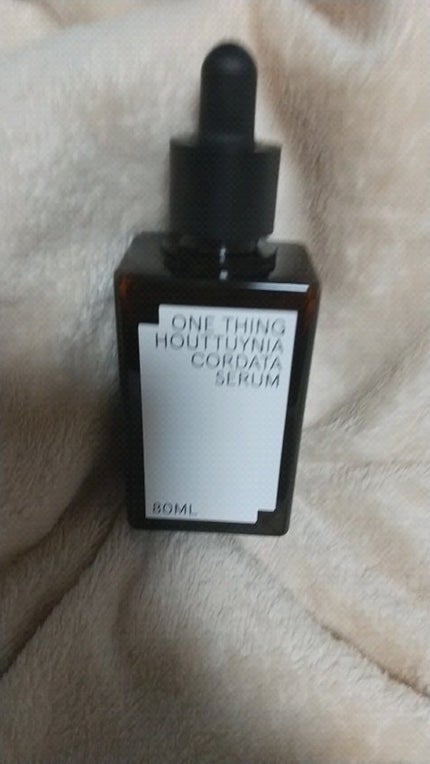 ONE THING
HOUTTUYNIA
CORDATA
SERUM
80ML